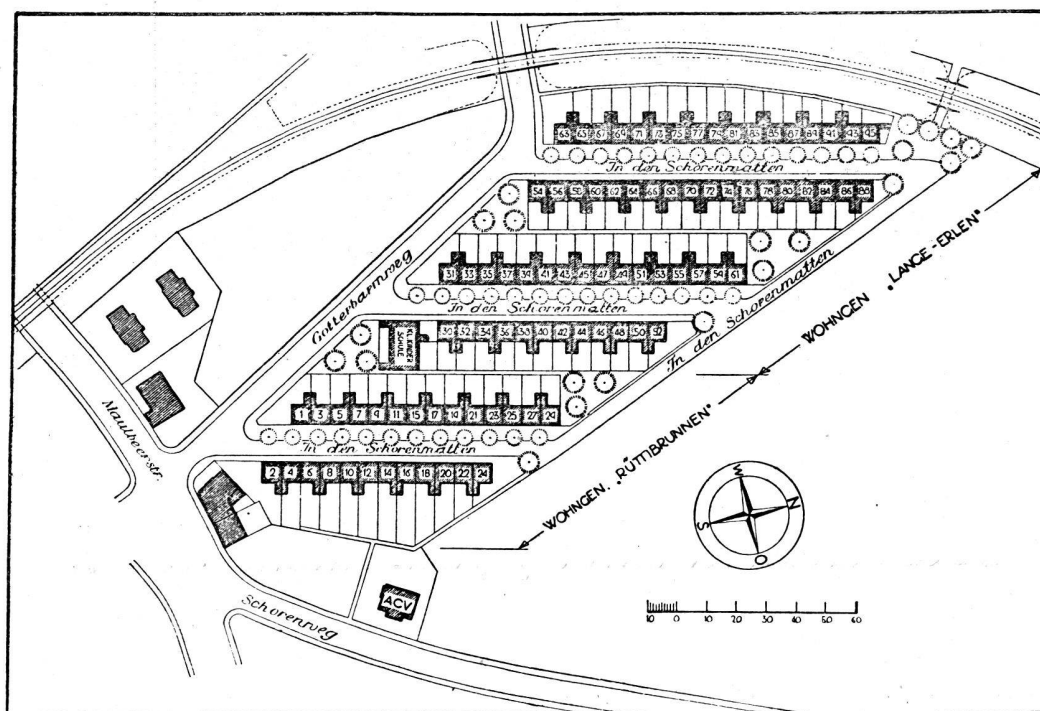 63 65 67 69 71 73 75 77 79 81 83 85 87 89 91 93 95
In den Schorenmatten
54 56 58 60 62 64 66 68 70 72 74 76 78 80 82 84 86 88
Gotterbarmweg
31 33 35 37 39 41 43 45 47 49 51 53 55 57 59 61
In den Schorenmatten
In den Schorenmatten
WOHNGEN „LANGE-ERLEN"
KL. KINDER
SCHULE
30 32 34 36 38 40 42 44 46 48 50 52
1 3 5 7 9 11 15 17 19 21 23 25 27 29
In den Schorenmatten
Maulbeerstr.
2 4 6 8 10 12 14 16 18 20 22 24
WOHNGEN. „RÜTTIBRUNNEN"
W
N
S
O
ACV
Schorenweg
10 0 10 20 30 40 50 60